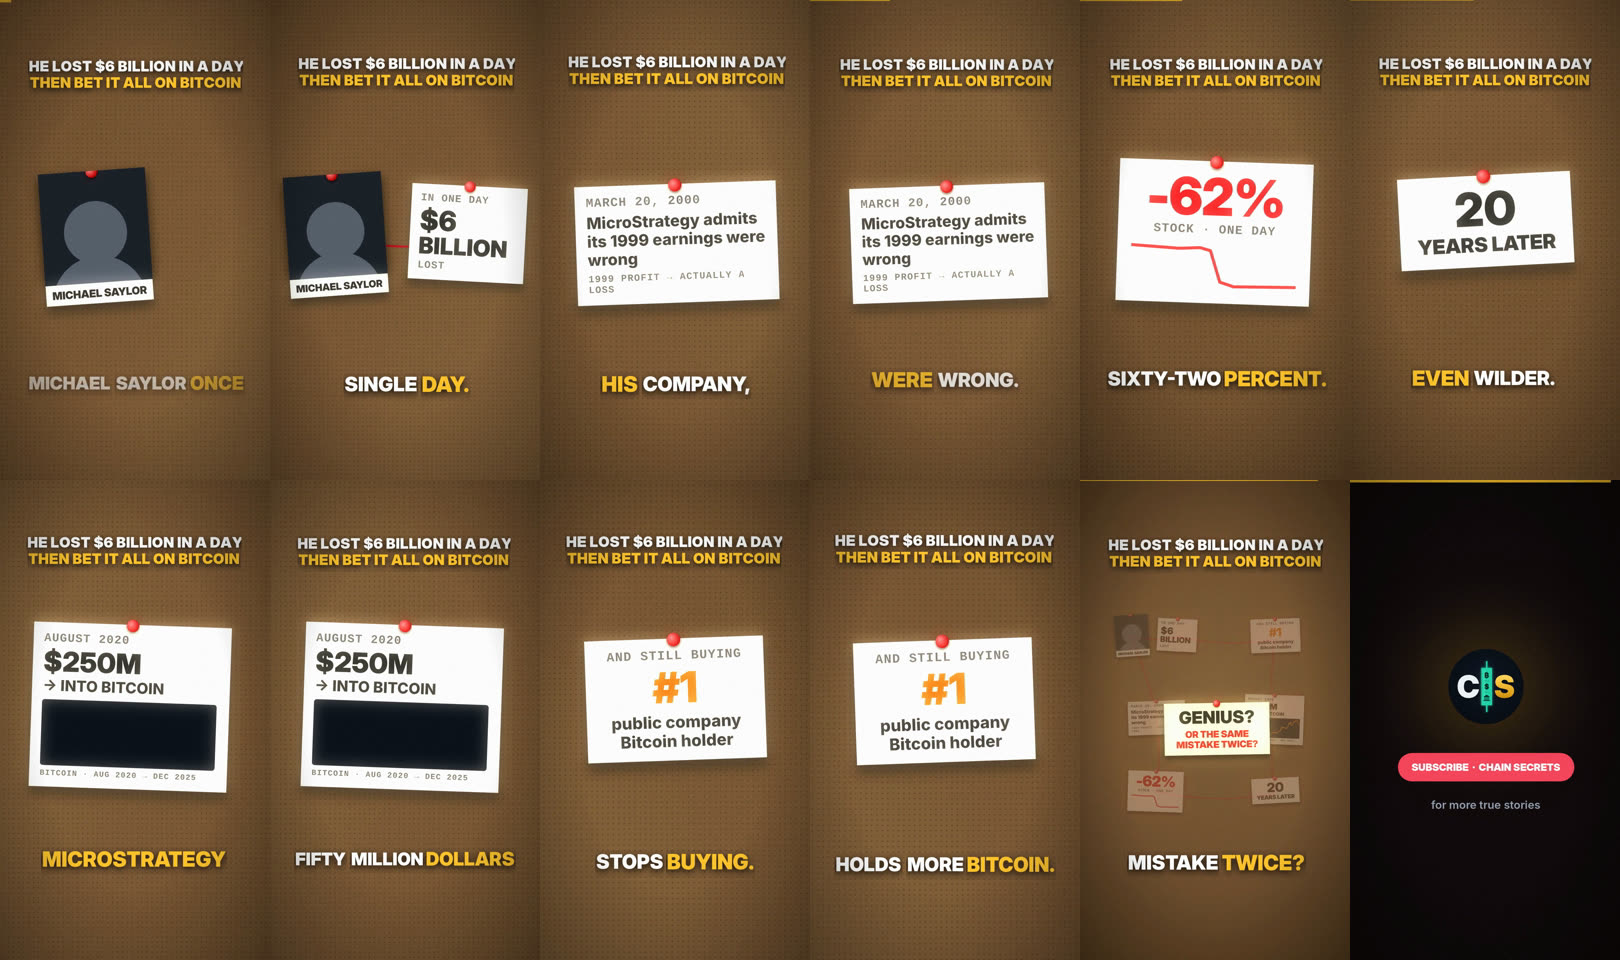 HE LOST $6 BILLION IN A DAY
THEN BET IT ALL ON BITCOIN
MICHAEL SAYLOR
MICHAEL SAYLOR ONCE
HE LOST $6 BILLION IN A DAY
THEN BET IT ALL ON BITCOIN
MICHAEL SAYLOR
IN ONE DAY
$6
BILLION
LOST
SINGLE DAY.
HE LOST $6 BILLION IN A DAY
THEN BET IT ALL ON BITCOIN
MARCH 20, 2000
MicroStrategy admits
its 1999 earnings were
wrong
1999 PROFIT → ACTUALLY A
LOSS
HIS COMPANY,
HE LOST $6 BILLION IN A DAY
THEN BET IT ALL ON BITCOIN
MARCH 20, 2000
MicroStrategy admits
its 1999 earnings were
wrong
1999 PROFIT → ACTUALLY A
LOSS
WERE WRONG.
HE LOST $6 BILLION IN A DAY
THEN BET IT ALL ON BITCOIN
-62%
STOCK · ONE DAY
SIXTY-TWO PERCENT.
HE LOST $6 BILLION IN A DAY
THEN BET IT ALL ON BITCOIN
20
YEARS LATER
EVEN WILDER.
HE LOST $6 BILLION IN A DAY
THEN BET IT ALL ON BITCOIN
AUGUST 2020
$250M
→ INTO BITCOIN
BITCOIN · AUG 2020 → DEC 2025
MICROSTRATEGY
HE LOST $6 BILLION IN A DAY
THEN BET IT ALL ON BITCOIN
AUGUST 2020
$250M
→ INTO BITCOIN
BITCOIN · AUG 2020 → DEC 2025
FIFTY MILLION DOLLARS
HE LOST $6 BILLION IN A DAY
THEN BET IT ALL ON BITCOIN
AND STILL BUYING
#1
public company
Bitcoin holder
STOPS BUYING.
HE LOST $6 BILLION IN A DAY
THEN BET IT ALL ON BITCOIN
AND STILL BUYING
#1
public company
Bitcoin holder
HOLDS MORE BITCOIN.
HE LOST $6 BILLION IN A DAY
THEN BET IT ALL ON BITCOIN
$6
BILLION
#1
public company
Bitcoin holder
GENIUS?
OR THE SAME
MISTAKE TWICE?
-62%
20
YEARS LATER
MISTAKE TWICE?
CS
SUBSCRIBE · CHAIN SECRETS
for more true stories